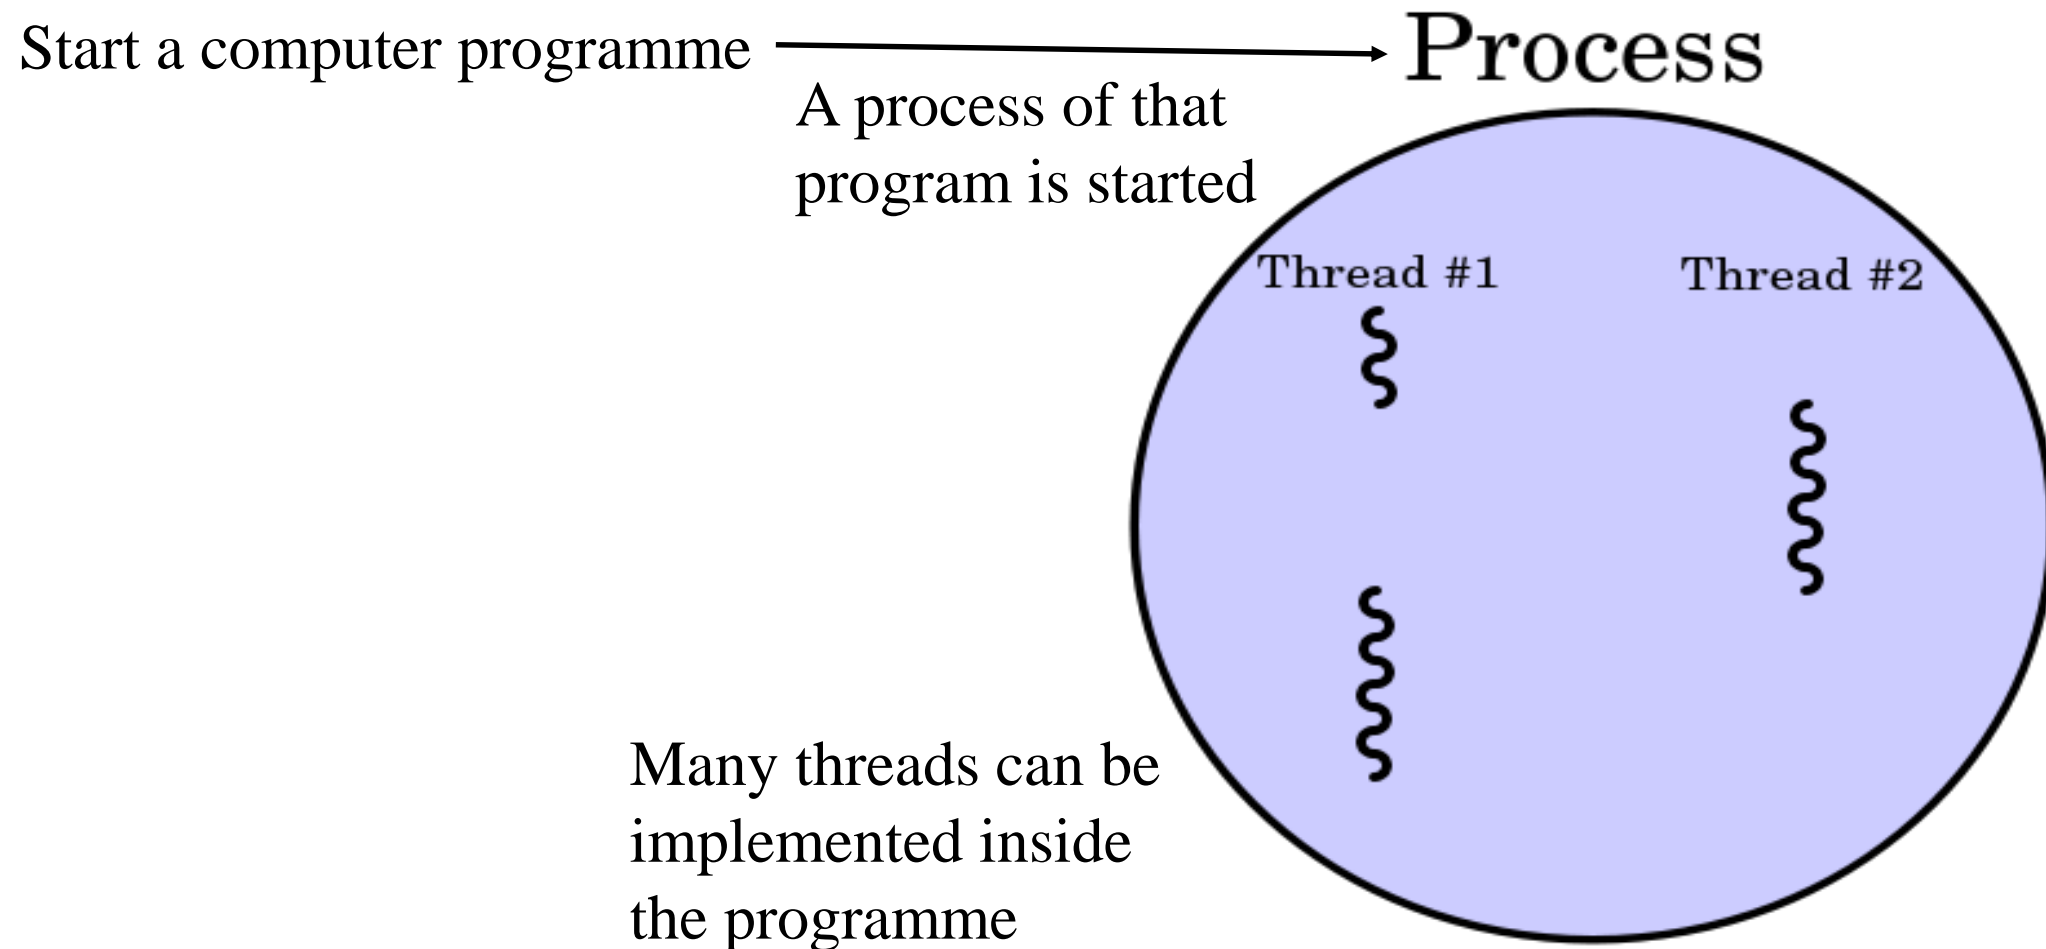 Start a computer programme
Process
A process of that
program is started
Thread #1
Thread #2
Many threads can be
implemented inside
the programme